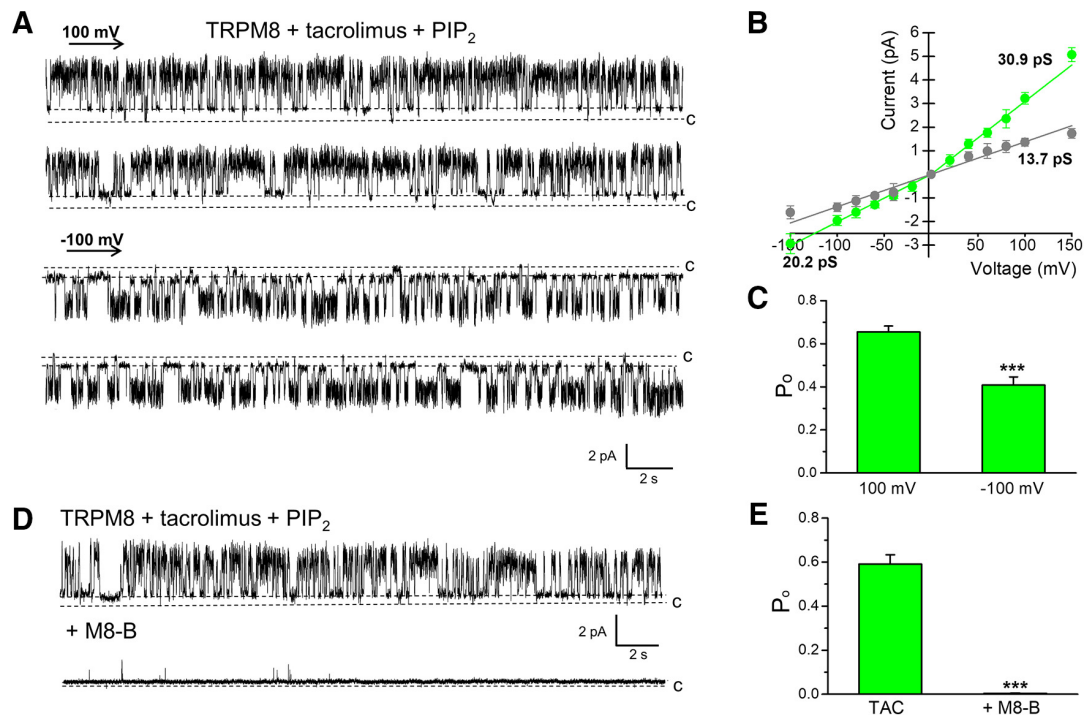 A
100 mV
TRPM8 + tacrolimus + PIP2
c
c
-100 mV
c
c
2 pA
2 s
B
Current (pA)
6
5
4
3
2
1
-1
-2
-3
30.9 pS
13.7 pS
20.2 pS
-100 -50 50 100 150
Voltage (mV)
C
Po
0.8
0.6
0.4
0.2
0.0
***
100 mV -100 mV
D
TRPM8 + tacrolimus + PIP2
c
+ M8-B
2 pA
2 s
c
E
Po
0.8
0.6
0.4
0.2
0.0
***
TAC + M8-B